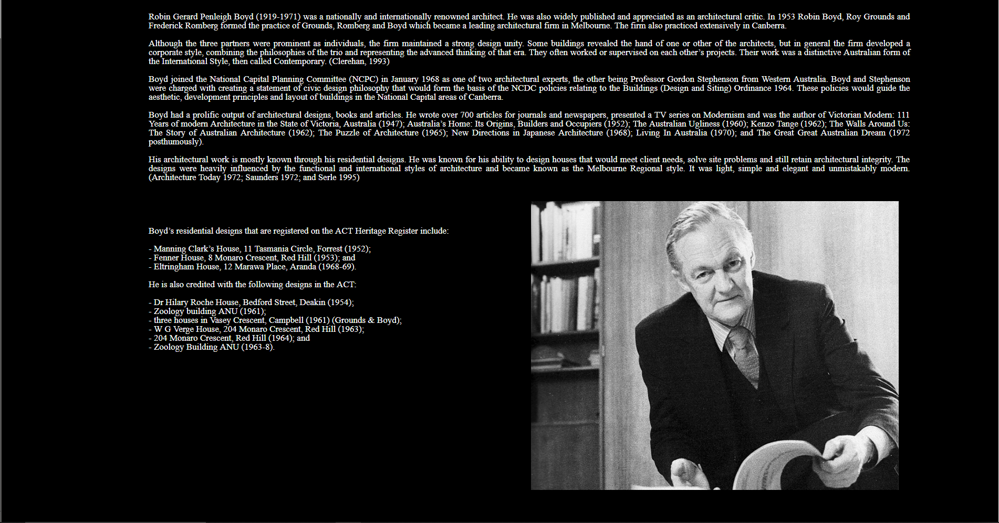 Robin Gerard Penleigh Boyd (1919-1971) was a nationally and internationally renowned architect. He was also widely published and appreciated as an architectural critic. In 1953 Robin Boyd, Roy Grounds and
Frederick Romberg formed the practice of Grounds, Romberg and Boyd which became a leading architectural firm in Melbourne. The firm also practiced extensively in Canberra.
Although the three partners were prominent as individuals, the firm maintained a strong design unity. Some buildings revealed the hand of one or other of the architects, but in general the firm developed a
corporate style, combining the philosophies of the trio and representing the advanced thinking of that era. They often worked or supervised on each other’s projects. Their work was a distinctive Australian form of
the International Style, then called Contemporary. (Clerehan, 1993)
Boyd joined the National Capital Planning Committee (NCPC) in January 1968 as one of two architectural experts, the other being Professor Gordon Stephenson from Western Australia. Boyd and Stephenson
were charged with creating a statement of civic design philosophy that would form the basis of the NCDC policies relating to the Buildings (Design and Siting) Ordinance 1964. These policies would guide the
aesthetic, development principles and layout of buildings in the National Capital areas of Canberra.
Boyd had a prolific output of architectural designs, books and articles. He wrote over 700 articles for journals and newspapers, presented a TV series on Modernism and was the author of Victorian Modern: 111
Years of modern Architecture in the State of Victoria, Australia (1947); Australia’s Home: Its Origins, Builders and Occupiers (1952); The Australian Ugliness (1960); Kenzo Tange (1962); The Walls Around Us:
The Story of Australian Architecture (1962); The Puzzle of Architecture (1965); New Directions in Japanese Architecture (1968); Living In Australia (1970); and The Great Great Australian Dream (1972
posthumously).
His architectural work is mostly known through his residential designs. He was known for his ability to design houses that would meet client needs, solve site problems and still retain architectural integrity. The
designs were heavily influenced by the functional and international styles of architecture and became known as the Melbourne Regional style. It was light, simple and elegant and unmistakably modern.
(Architecture Today 1972; Saunders 1972; and Serle 1995)
Boyd’s residential designs that are registered on the ACT Heritage Register include:
- Manning Clark’s House, 11 Tasmania Circle, Forrest (1952);
- Fenner House, 8 Monaro Crescent, Red Hill (1953); and
- Eltringham House, 12 Marawa Place, Aranda (1968-69).
He is also credited with the following designs in the ACT:
- Dr Hilary Roche House, Bedford Street, Deakin (1954);
- Zoology building ANU (1961);
- three houses in Vasey Crescent, Campbell (1961) (Grounds & Boyd);
- W G Verge House, 204 Monaro Crescent, Red Hill (1963);
- 204 Monaro Crescent, Red Hill (1964); and
- Zoology Building ANU (1963-8).